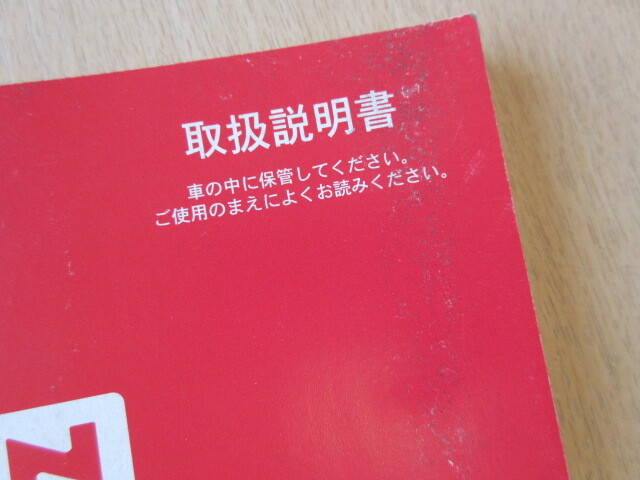 取扱説明書
車の中に保管してください。
ご使用のまえによくお読みください。